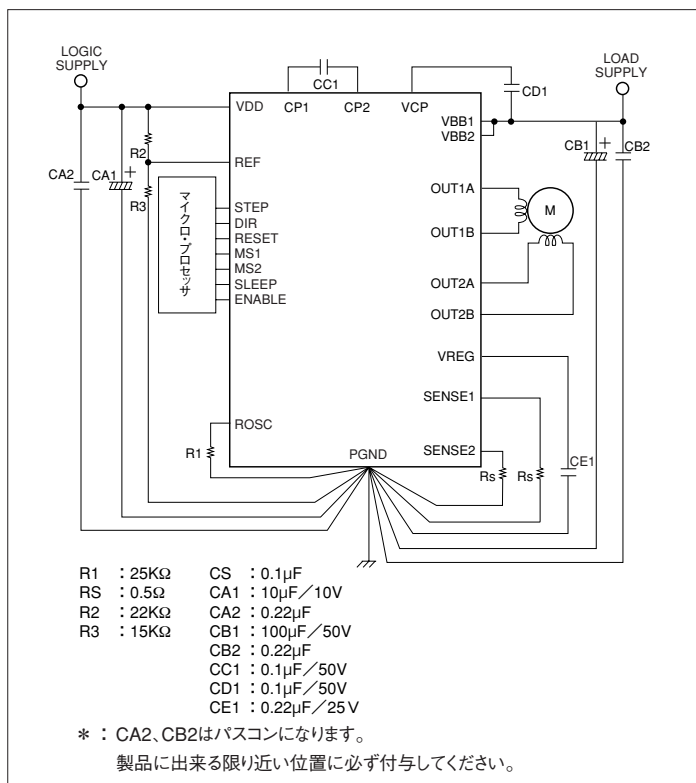 LOGIC
SUPPLY
LOAD
SUPPLY
CC1
CD1
VDD
CP1
CP2
VCP
VBB1
VBB2
R2
CB1
+
CB2
CA2
CA1
+
REF
R3
OUT1A
マイクロ・プロセッサ
STEP
DIR
RESET
MS1
MS2
SLEEP
ENABLE
M
OUT1B
OUT2A
OUT2B
VREG
SENSE1
ROSC
R1
PGND
SENSE2
Rs
Rs
CE1
R1 : 25KΩ
RS : 0.5Ω
R2 : 22KΩ
R3 : 15KΩ
CS : 0.1µF
CA1 : 10µF／10V
CA2 : 0.22µF
CB1 : 100µF／50V
CB2 : 0.22µF
CC1 : 0.1µF／50V
CD1 : 0.1µF／50V
CE1 : 0.22µF／25V
＊ : CA2、CB2はパスコンになります。
製品に出来る限り近い位置に必ず付与してください。